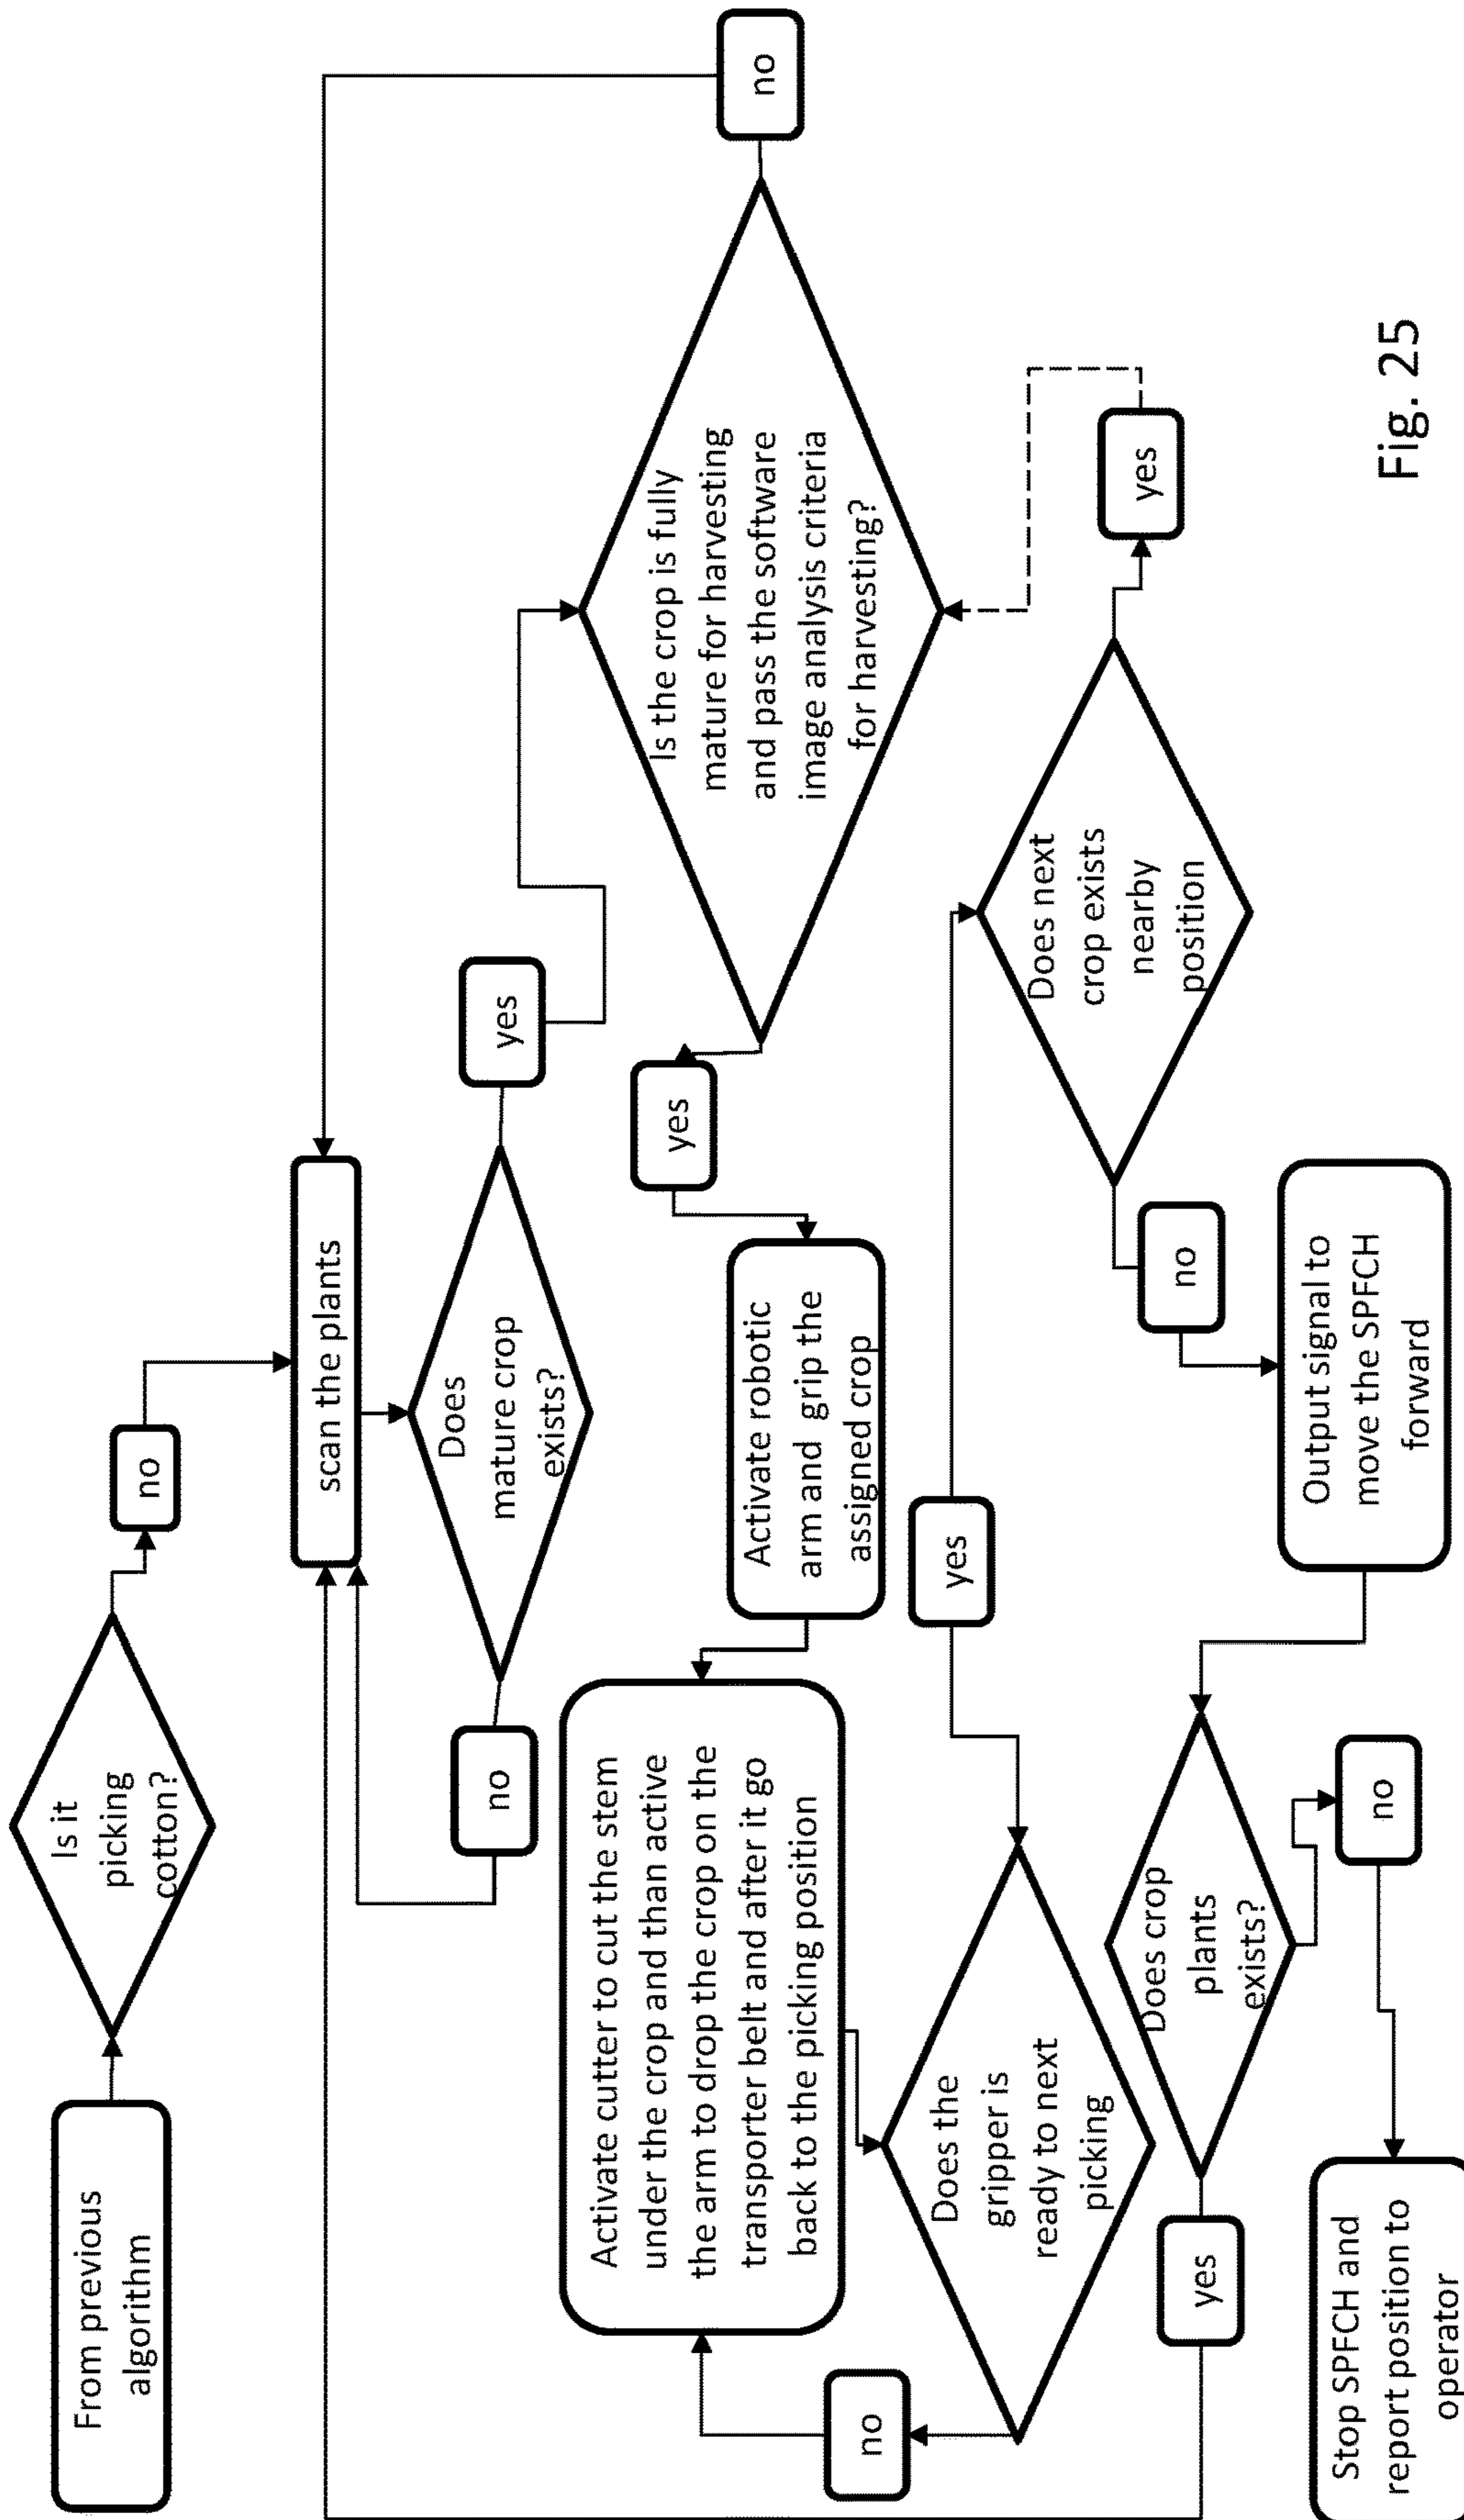 From previous
algorithm
Is it
picking
cotton?
no
scan the plants
Does
mature crop
exists?
no
yes
Is the crop is fully
mature for harvesting
and pass the software
image analysis criteria
for harvesting?
no
yes
Activate robotic
arm and grip the
assigned crop
Activate cutter to cut the stem
under the crop and than active
the arm to drop the crop on the
transporter belt and after it go
back to the picking position
Does the
gripper is
ready to next
picking
no
yes
Does next
crop exists
nearby
position
yes
no
Output signal to
move the SPFCH
forward
Does crop
plants
exists?
yes
no
Stop SPFCH and
report position to
operator
Fig. 25